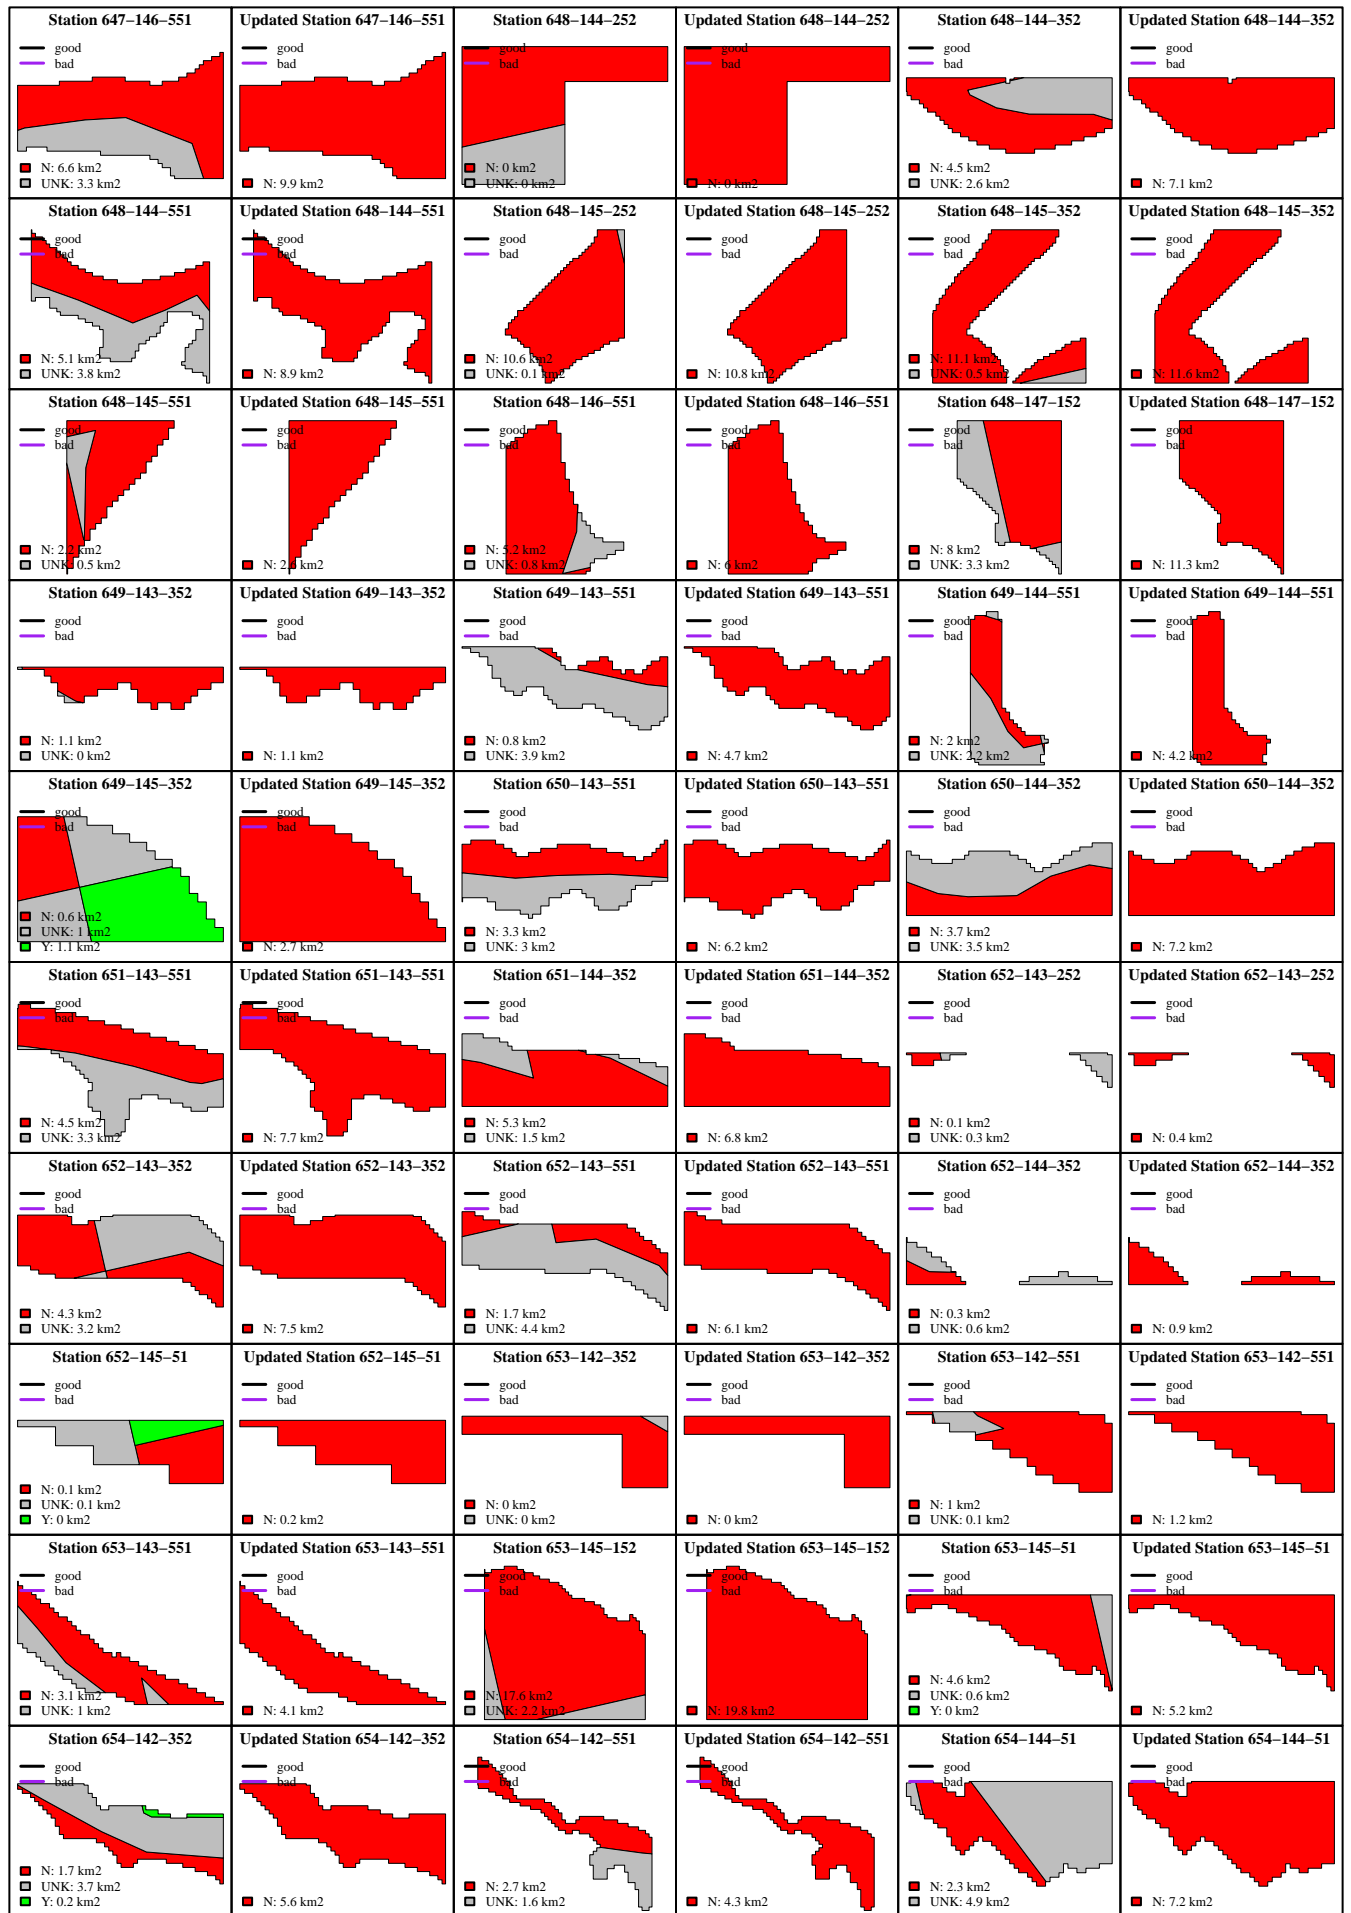 Station 647−146−551
good
bad
N: 6.6 km2
UNK: 3.3 km2
Updated Station 647−146−551
good
bad
N: 9.9 km2
Station 648−144−252
good
bad
N: 0 km2
UNK: 0 km2
Updated Station 648−144−252
good
bad
N: 0 km2
Station 648−144−352
good
bad
N: 4.5 km2
UNK: 2.6 km2
Updated Station 648−144−352
good
bad
N: 7.1 km2
Station 648−144−551
good
bad
N: 5.1 km2
UNK: 3.8 km2
Updated Station 648−144−551
good
bad
N: 8.9 km2
Station 648−145−252
good
bad
N: 10.6 km2
UNK: 0.1 km2
Updated Station 648−145−252
good
bad
N: 10.8 km2
Station 648−145−352
good
bad
N: 11.1 km2
UNK: 0.5 km2
Updated Station 648−145−352
good
bad
N: 11.6 km2
Station 648−145−551
good
bad
N: 2.2 km2
UNK: 0.5 km2
Updated Station 648−145−551
good
bad
N: km2
Station 648−146−551
good
bad
N: 5.2 km2
UNK: 0.8 km2
Updated Station 648−146−551
good
bad
N: 6 km2
Station 648−147−152
good
bad
N: 8 km2
UNK: 3.3 km2
Updated Station 648−147−152
good
bad
N: 11.3 km2
Station 649−143−352
good
bad
N: 1.1 km2
UNK: 0 km2
Updated Station 649−143−352
good
bad
N: 1.1 km2
Station 649−143−551
good
bad
N: 0.8 km2
UNK: 3.9 km2
Updated Station 649−143−551
good
bad
N: 4.7 km2
Station 649−144−551
good
bad
N: 2 km2
UNK: 2.2 km2
Updated Station 649−144−551
good
bad
N: 4.2 km2
Station 649−145−352
good
bad
N: 0.6 km2
UNK: 1 km2
Y: 1.1 km2
Updated Station 649−145−352
good
bad
N: 2.7 km2
Station 650−143−551
good
bad
N: 3.3 km2
UNK: 3 km2
Updated Station 650−143−551
good
bad
N: 6.2 km2
Station 650−144−352
good
bad
N: 3.7 km2
UNK: 3.5 km2
Updated Station 650−144−352
good
bad
N: 7.2 km2
Station 651−143−551
good
bad
N: 4.5 km2
UNK: 3.3 km2
Updated Station 651−143−551
good
bad
N: 7.7 km2
Station 651−144−352
good
bad
N: 5.3 km2
UNK: 1.5 km2
Updated Station 651−144−352
good
bad
N: 6.8 km2
Station 652−143−252
good
bad
N: 0.1 km2
UNK: 0.3 km2
Updated Station 652−143−252
good
bad
N: 0.4 km2
Station 652−143−352
good
bad
N: 4.3 km2
UNK: 3.2 km2
Updated Station 652−143−352
good
bad
N: 7.5 km2
Station 652−143−551
good
bad
N: 1.7 km2
UNK: 4.4 km2
Updated Station 652−143−551
good
bad
N: 6.1 km2
Station 652−144−352
good
bad
N: 0.3 km2
UNK: 0.6 km2
Updated Station 652−144−352
good
bad
N: 0.9 km2
Station 652−145−51
good
bad
N: 0.1 km2
UNK: 0.1 km2
Y: 0 km2
Updated Station 652−145−51
good
bad
N: 0.2 km2
Station 653−142−352
good
bad
N: 0 km2
UNK: 0 km2
Updated Station 653−142−352
good
bad
N: 0 km2
Station 653−142−551
good
bad
N: 1 km2
UNK: 0.1 km2
Updated Station 653−142−551
good
bad
N: 1.2 km2
Station 653−143−551
good
bad
N: 3.1 km2
UNK: 1 km2
Updated Station 653−143−551
good
bad
N: 4.1 km2
Station 653−145−152
good
bad
N: 17.6 km2
UNK: 2.2 km2
Updated Station 653−145−152
good
bad
N: 19.8 km2
Station 653−145−51
good
bad
N: 4.6 km2
UNK: 0.6 km2
Y: 0 km2
Updated Station 653−145−51
good
bad
N: 5.2 km2
Station 654−142−352
good
bad
N: 1.7 km2
UNK: 3.7 km2
Y: 0.2 km2
Updated Station 654−142−352
good
bad
N: 5.6 km2
Station 654−142−551
good
bad
N: 2.7 km2
UNK: 1.6 km2
Updated Station 654−142−551
good
bad
N: 4.3 km2
Station 654−144−51
good
bad
N: 2.3 km2
UNK: 4.9 km2
Updated Station 654−144−51
good
bad
N: 7.2 km2